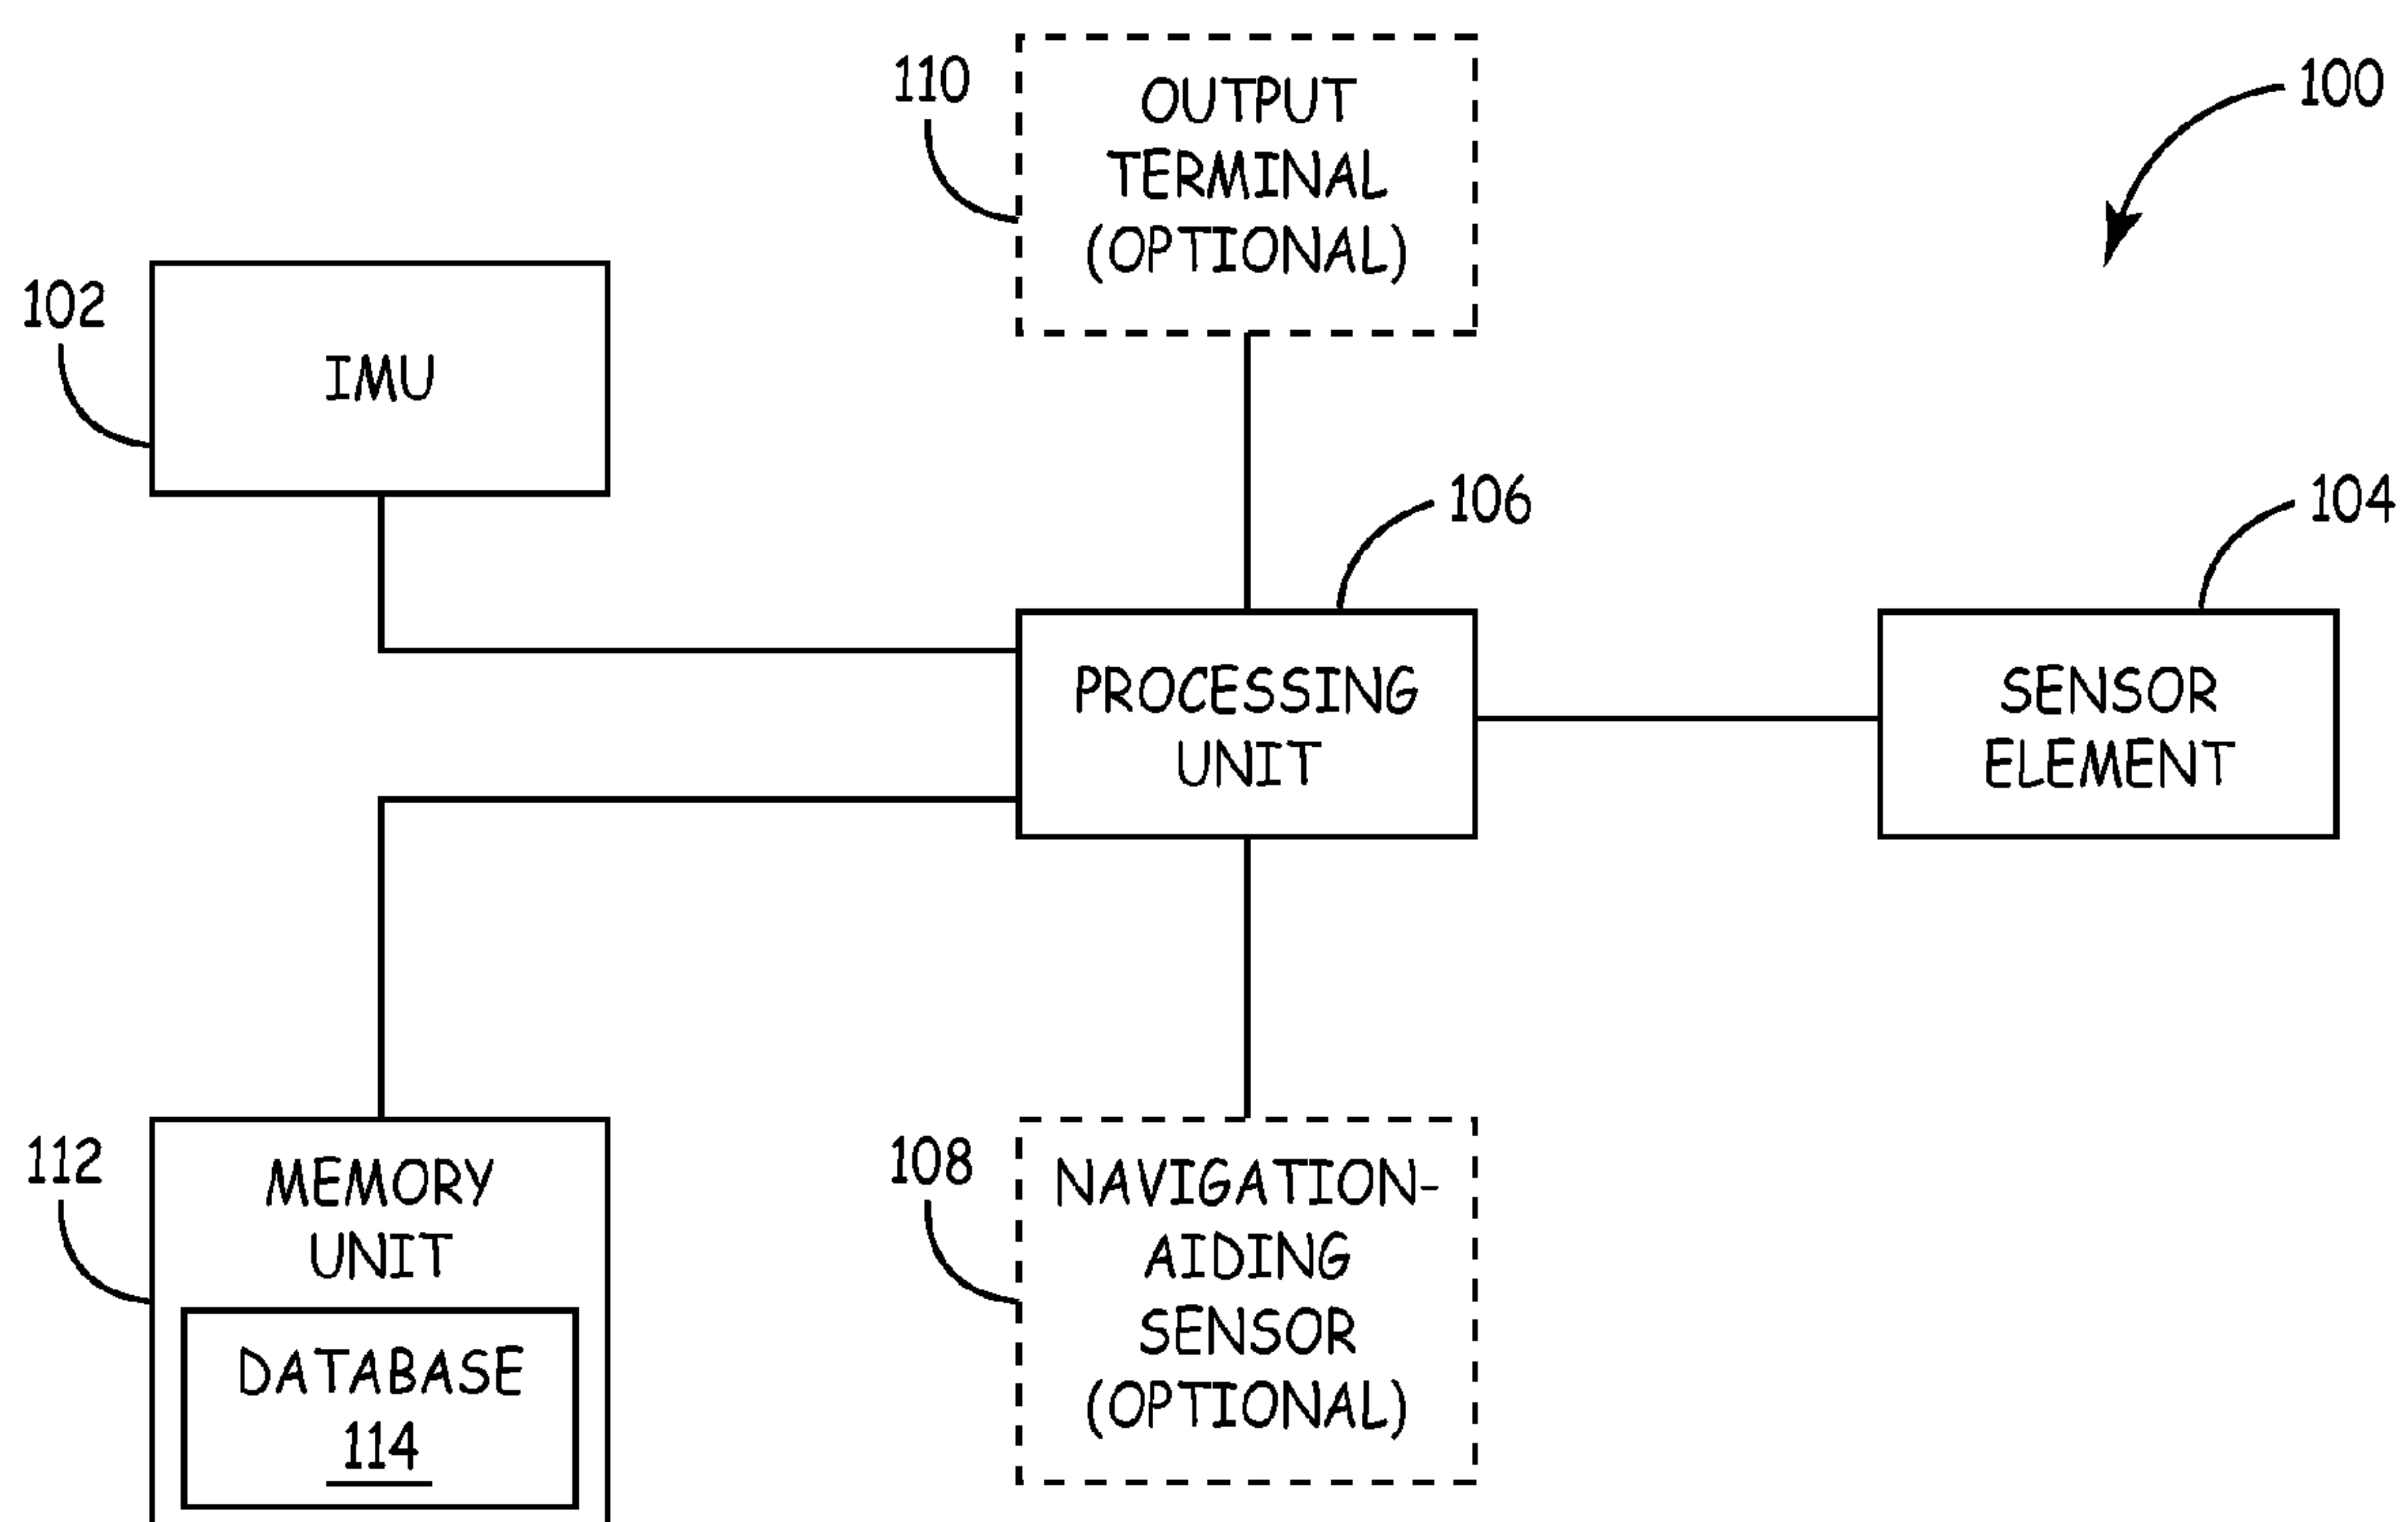 110
OUTPUT
TERMINAL
(OPTIONAL)
100
102
IMU
106
104
PROCESSING
UNIT
SENSOR
ELEMENT
112
MEMORY
UNIT
DATABASE
114
108
NAVIGATION-
AIDING
SENSOR
(OPTIONAL)